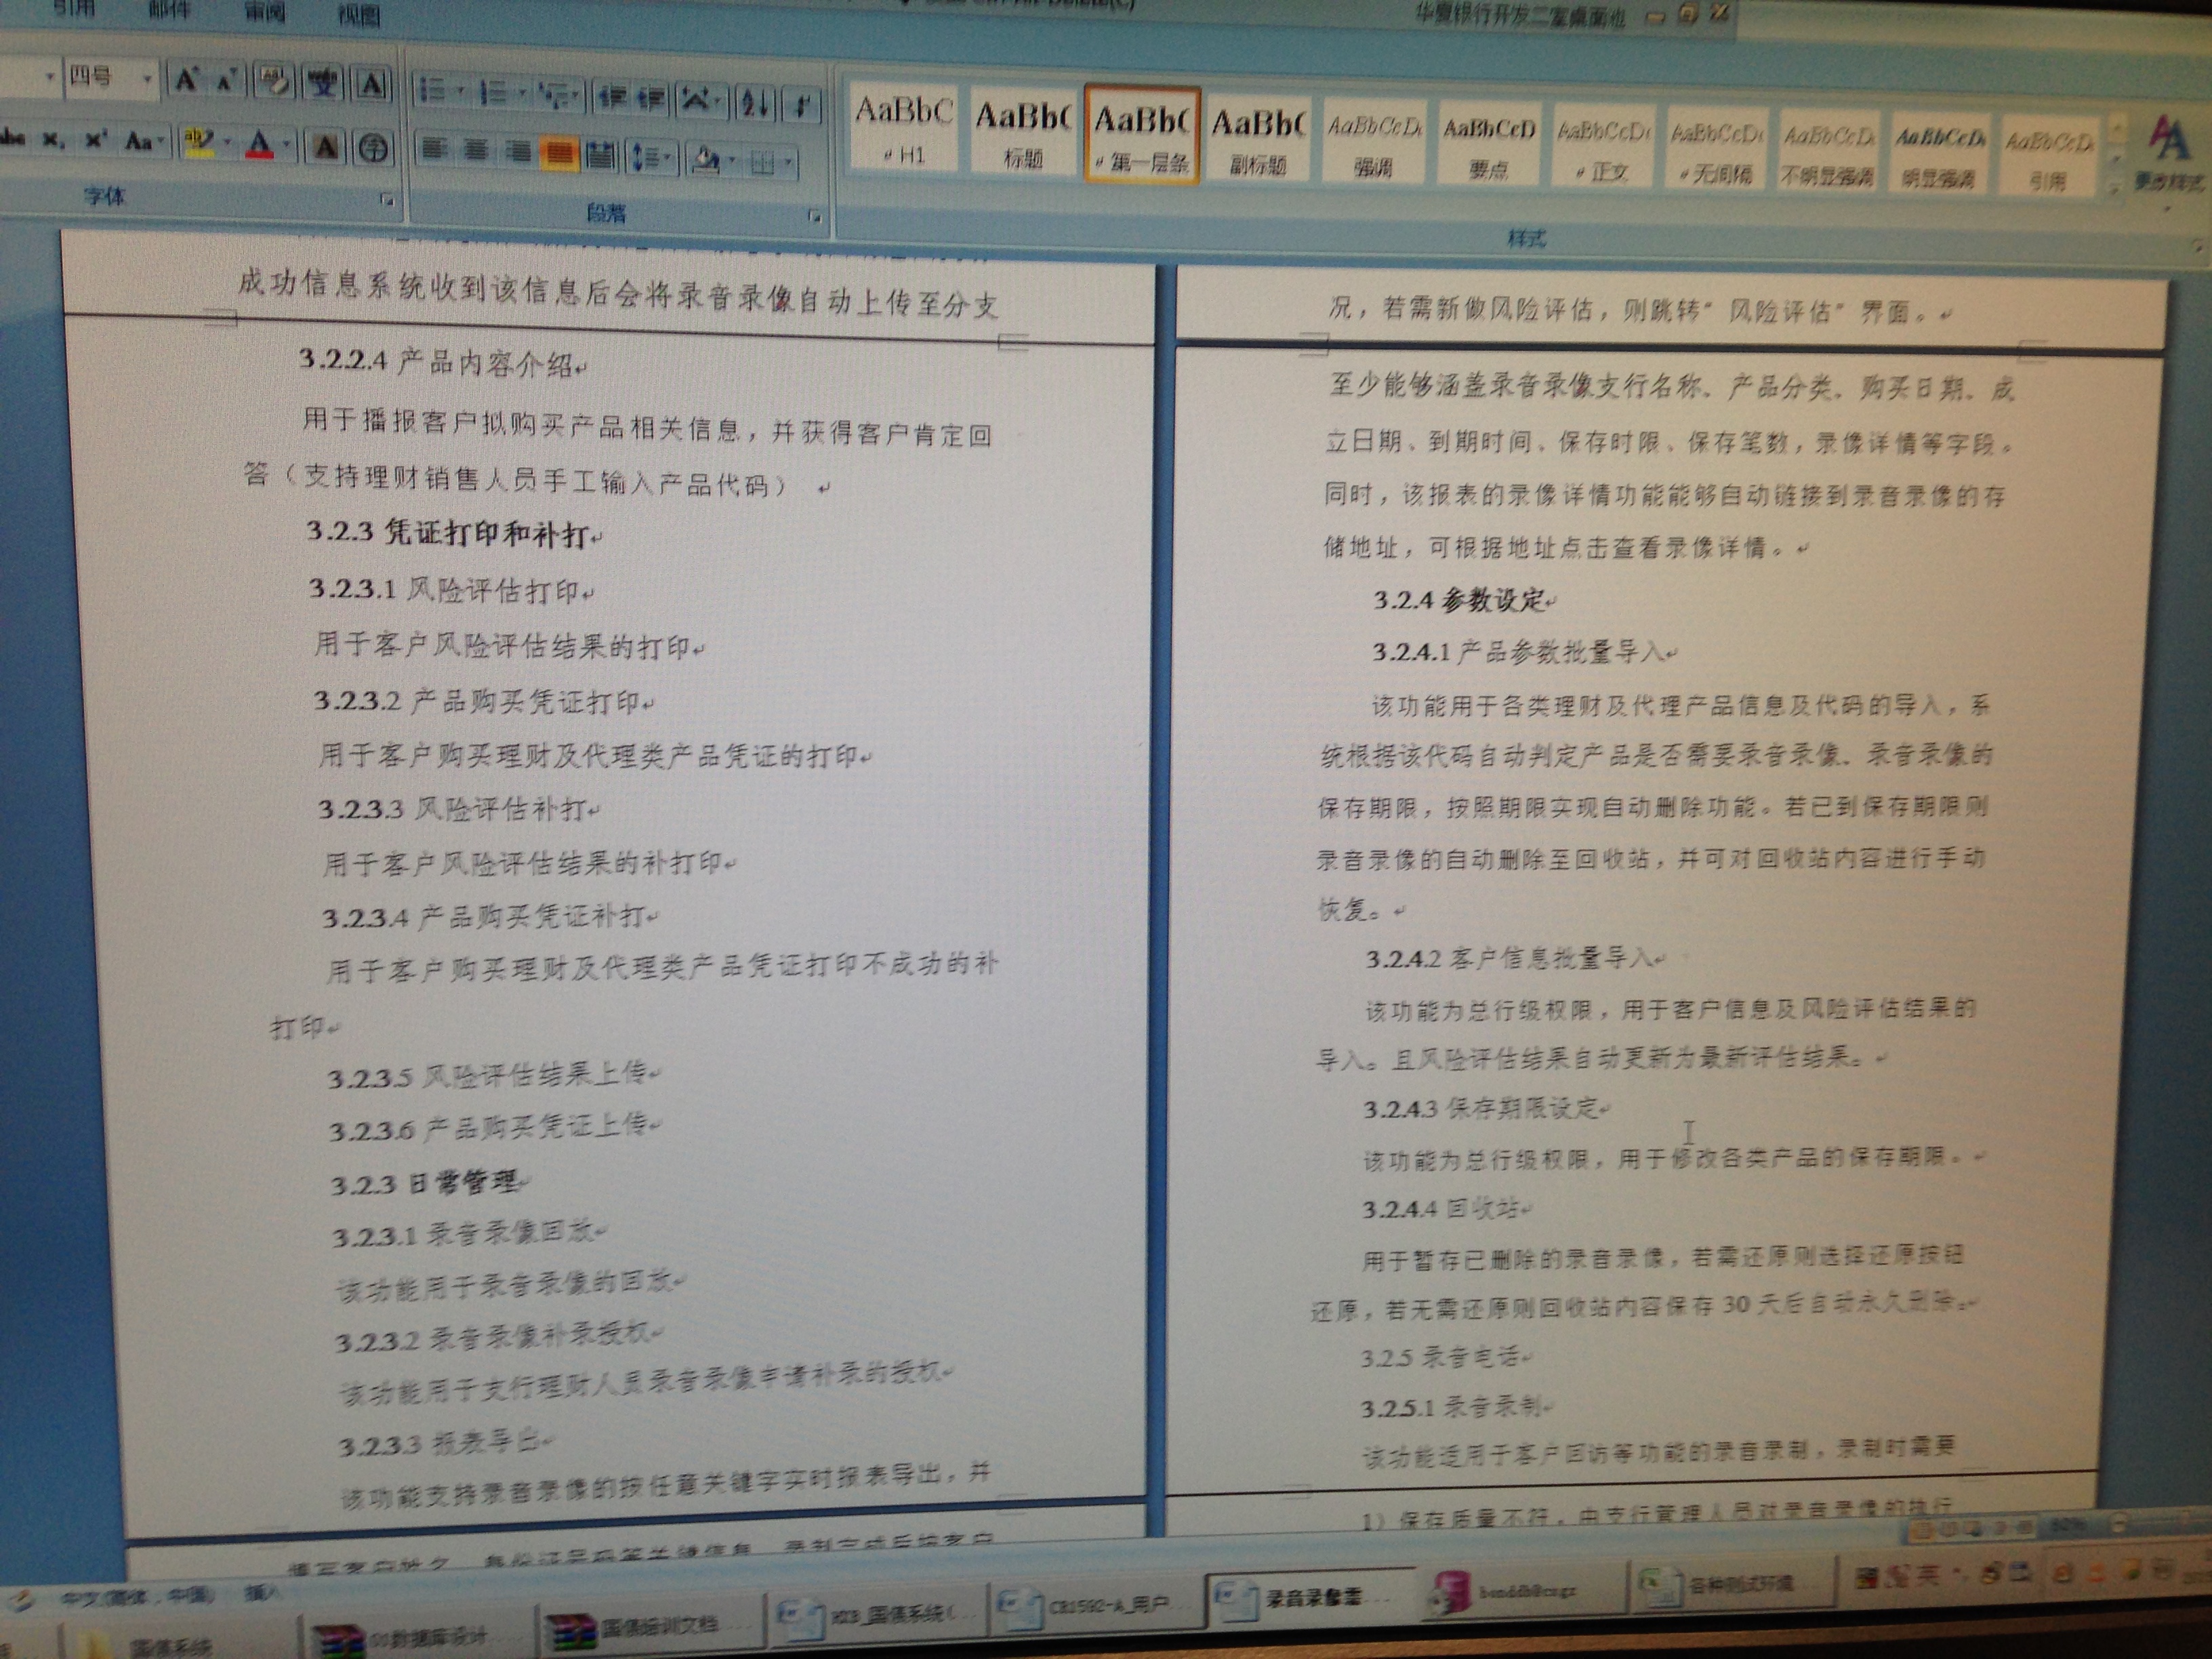 引用 邮件 审阅 视图
华夏银行开发二室桌面池
四号
AaBbC AaBb( AaBb( AaBb( AaBbCcDi AaBbCcD AaBbCcDi AaBbCcDi AaBbCcDi AaBbCcDi AaBbCcDi
H1 标题 第一层条 副标题 强调 要点 正文 无间隔 不明显强调 明显强调 引用 更改样式
字体 段落 样式
成功信息系统收到该信息后会将录音录像自动上传至分支
3.2.2.4 产品内容介绍
用于播报客户拟购买产品相关信息，并获得客户肯定回
答（支持理财销售人员手工输入产品代码）
3.2.3 凭证打印和补打
3.2.3.1 风险评估打印
用于客户风险评估结果的打印
3.2.3.2 产品购买凭证打印
用于客户购买理财及代理类产品凭证的打印
3.2.3.3 风险评估补打
用于客户风险评估结果的补打印
3.2.3.4 产品购买凭证补打
用于客户购买理财及代理类产品凭证打印不成功的补
打印
3.2.3.5 风险评估结果上传
3.2.3.6 产品购买凭证上传
3.2.3 日常管理
3.2.3.1 录音录像回放
该功能用于录音录像的回放
3.2.3.2 录音录像补录授权
该功能用于支行理财人员录音录像申请补录的授权
3.2.3.3 报表导出
该功能支持录音录像的按任意关键字实时报表导出，并
况，若需新做风险评估，则跳转“风险评估”界面。
至少能够涵盖录音录像支行名称、产品分类、购买日期、成
立日期、到期时间、保存时限、保存笔数，录像详情等字段。
同时，该报表的录像详情功能能够自动链接到录音录像的存
储地址，可根据地址点击查看录像详情。
3.2.4 参数设定
3.2.4.1 产品参数批量导入
该功能用于各类理财及代理产品信息及代码的导入，系
统根据该代码自动判定产品是否需要录音录像、录音录像的
保存期限，按照期限实现自动删除功能。若已到保存期限则
录音录像的自动删除至回收站，并可对回收站内容进行手动
恢复。
3.2.4.2 客户信息批量导入
该功能为总行级权限，用于客户信息及风险评估结果的
导入。且风险评估结果自动更新为最新评估结果。
3.2.4.3 保存期限设定
该功能为总行级权限，用于修改各类产品的保存期限。
3.2.4.4 回收站
用于暂存已删除的录音录像，若需还原则选择还原按钮
还原，若无需还原则回收站内容保存 30 天后自动永久删除。
3.2.5 录音电话
3.2.5.1 录音录制
该功能适用于客户回访等功能的录音录制，录制时需要
1）保存质量不符，由支行管理人员对录音录像的执行
中文(简体，中国) 插入
国债系统 01数据库设计 国债培训文档 国债系统(... CR1592-A_用户... 录音录像需... 各种测试环境